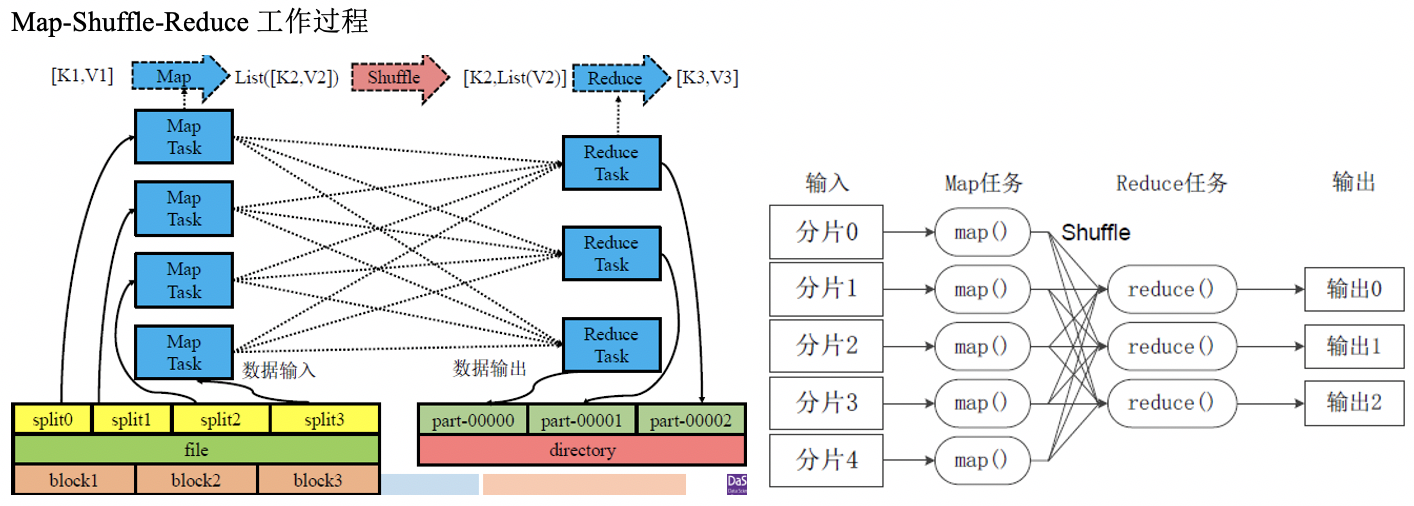 Map-Shuffle-Reduce 工作过程
[K1,V1]
Map
List([K2,V2])
Shuffle
[K2,List(V2)]
Reduce
[K3,V3]
Map
Task
Map
Task
Map
Task
Map
Task
Reduce
Task
Reduce
Task
Reduce
Task
数据输入
数据输出
split0
split1
split2
split3
file
block1
block2
block3
part-00000
part-00001
part-00002
directory
DaS
输入
Map任务
Reduce任务
输出
分片0
map()
Shuffle
分片1
map()
reduce()
输出0
分片2
map()
reduce()
输出1
分片3
map()
reduce()
输出2
分片4
map()